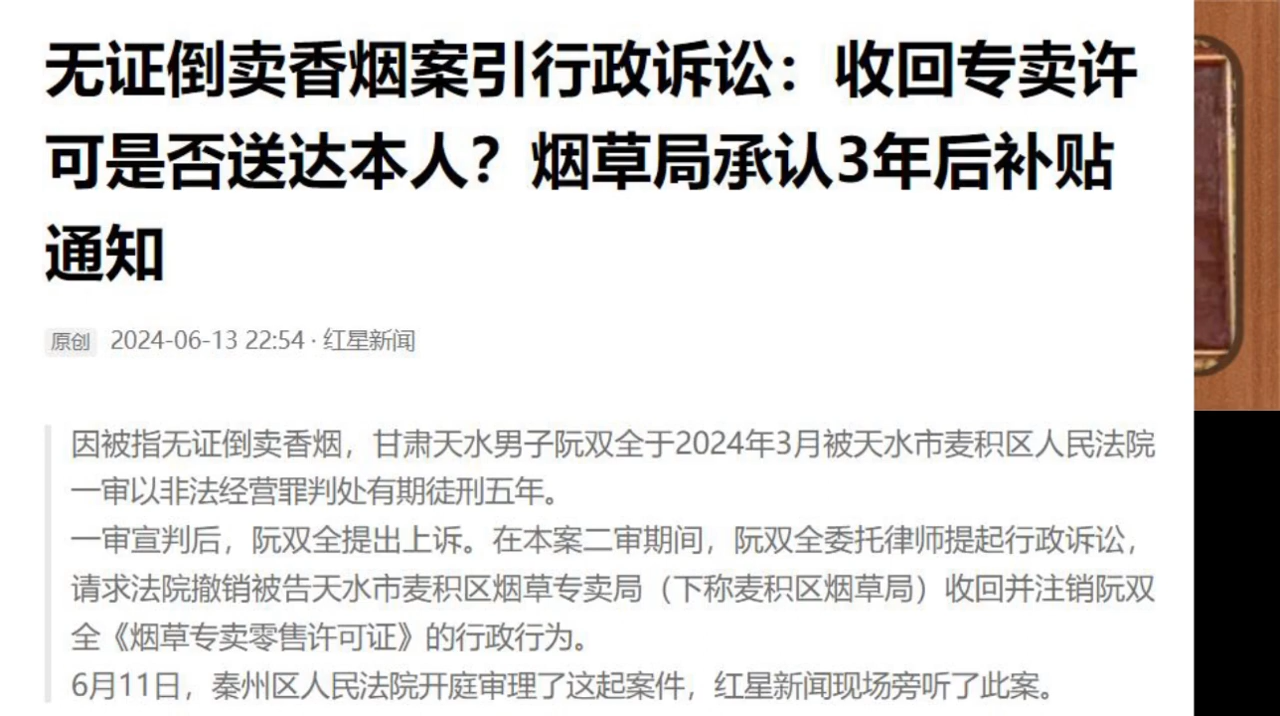 无证倒卖香烟案引行政诉讼：收回专卖许
可是否送达本人？烟草局承认3年后补贴
通知
原创 2024-06-13 22:54 · 红星新闻
因被指无证倒卖香烟，甘肃天水男子阮双全于2024年3月被天水市麦积区人民法院
一审以非法经营罪判处有期徒刑五年。
一审宣判后，阮双全提出上诉。在本案二审期间，阮双全委托律师提起行政诉讼，
请求法院撤销被告天水市麦积区烟草专卖局（下称麦积区烟草局）收回并注销阮双
全《烟草专卖零售许可证》的行政行为。
6月11日，秦州区人民法院开庭审理了这起案件，红星新闻现场旁听了此案。